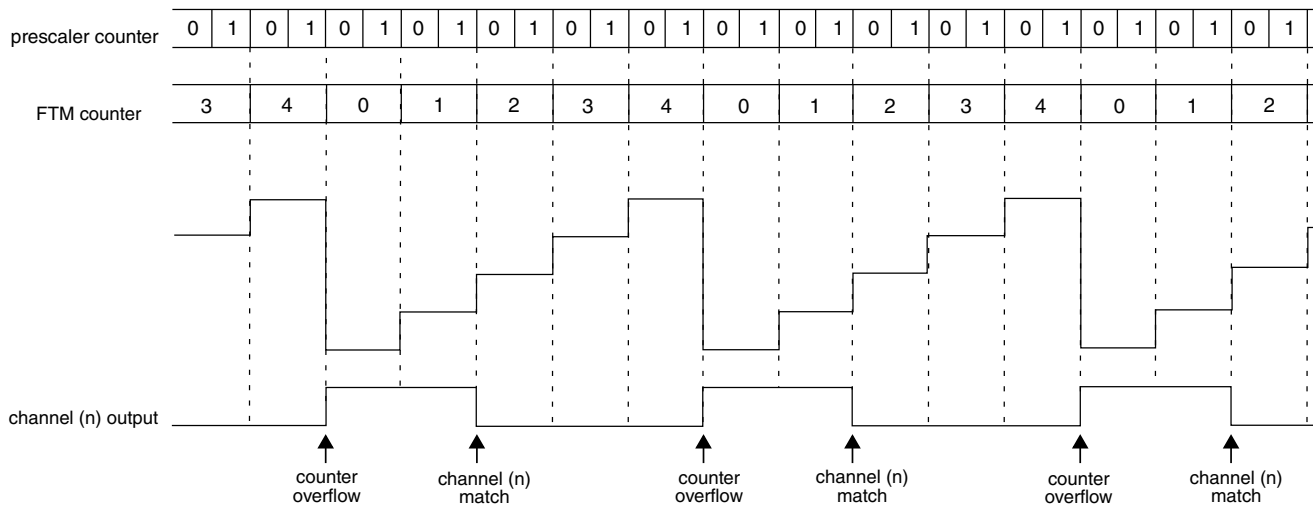 prescaler counter 0 1 0 1 0 1 0 1 0 1 0 1 0 1 0 1 0 1 0 1 0 1 0 1 0 1 0 1 0 1
FTM counter 3 4 0 1 2 3 4 0 1 2 3 4 0 1 2
channel (n) output
counter
overflow
channel (n)
match
counter
overflow
channel (n)
match
counter
overflow
channel (n)
match